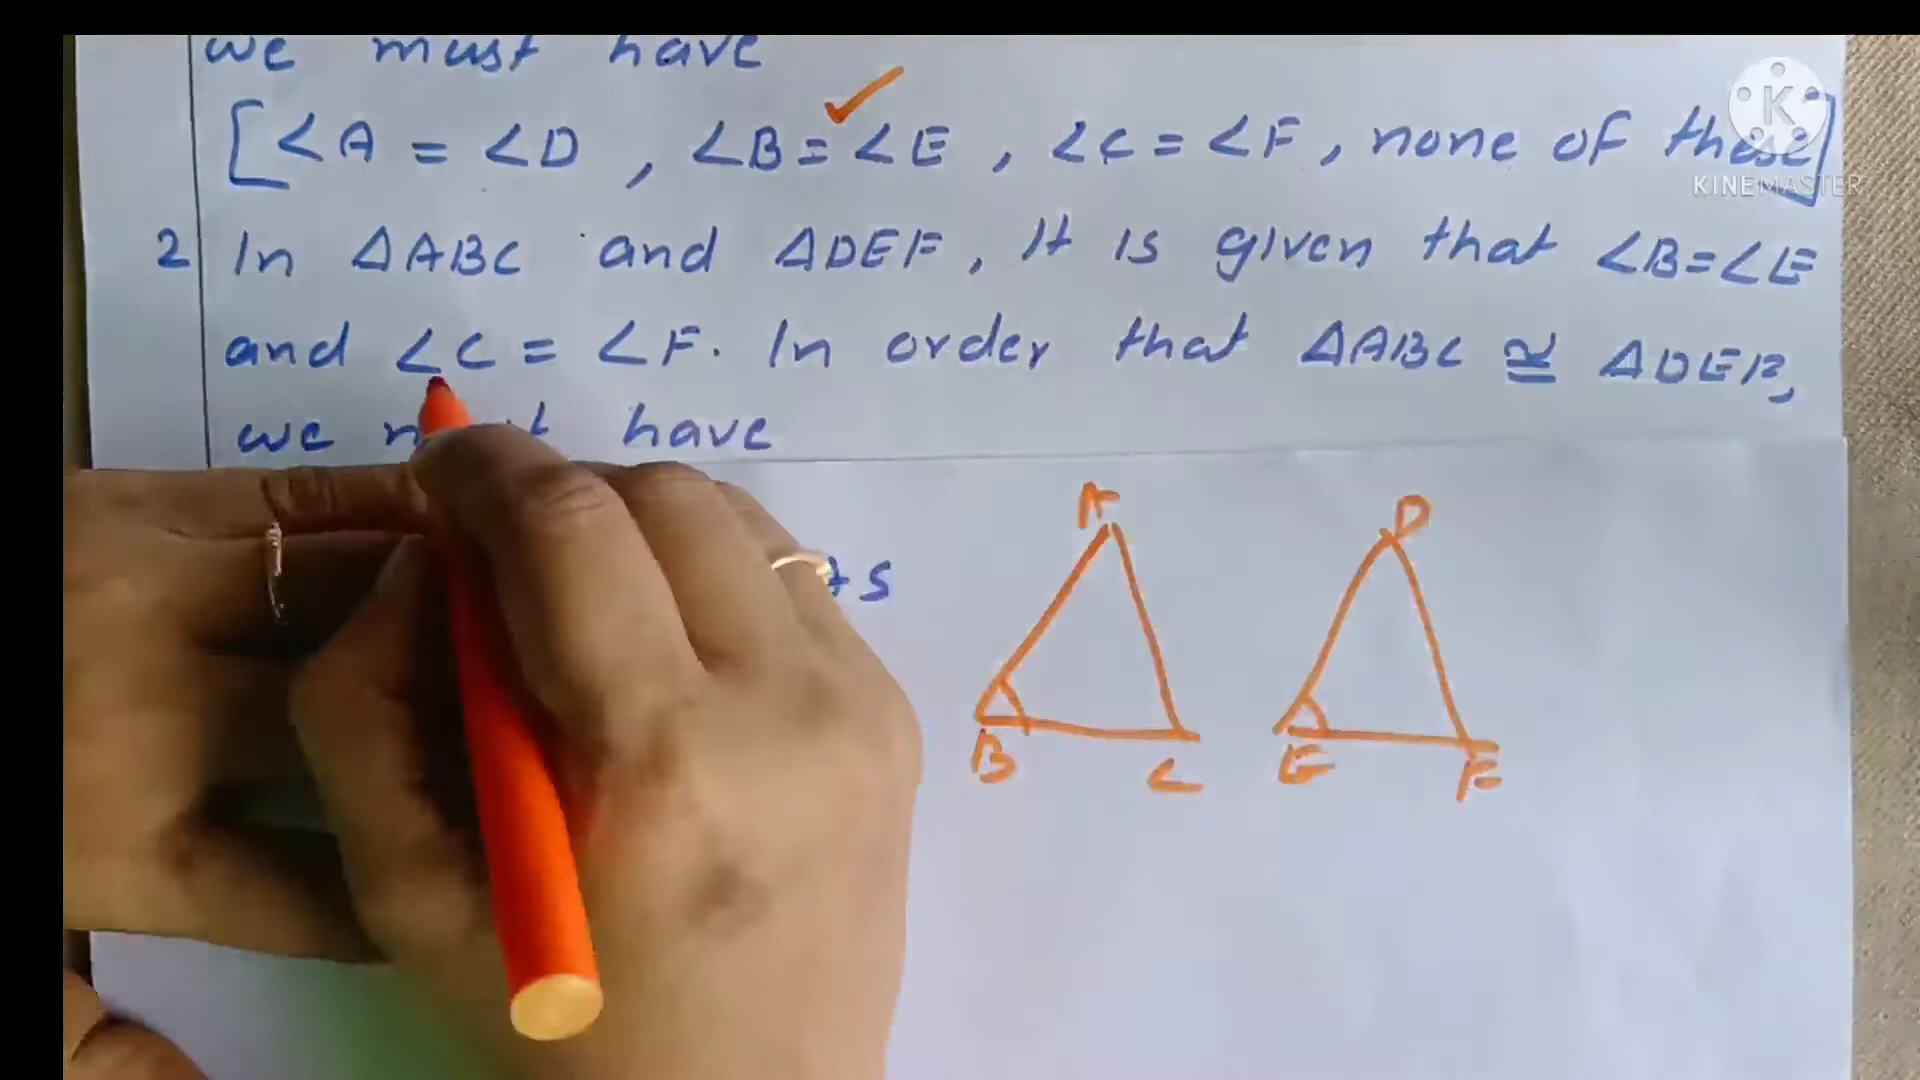 we must have
[∠A = ∠D, ∠B = ∠E, ∠C = ∠F, none of these]
2 In ΔABC and ΔDEF, It is given that ∠B=∠E
and ∠C = ∠F. In order that ΔABC ≅ ΔDEF,
we must have
A D
B C E F
K
KINEMASTER